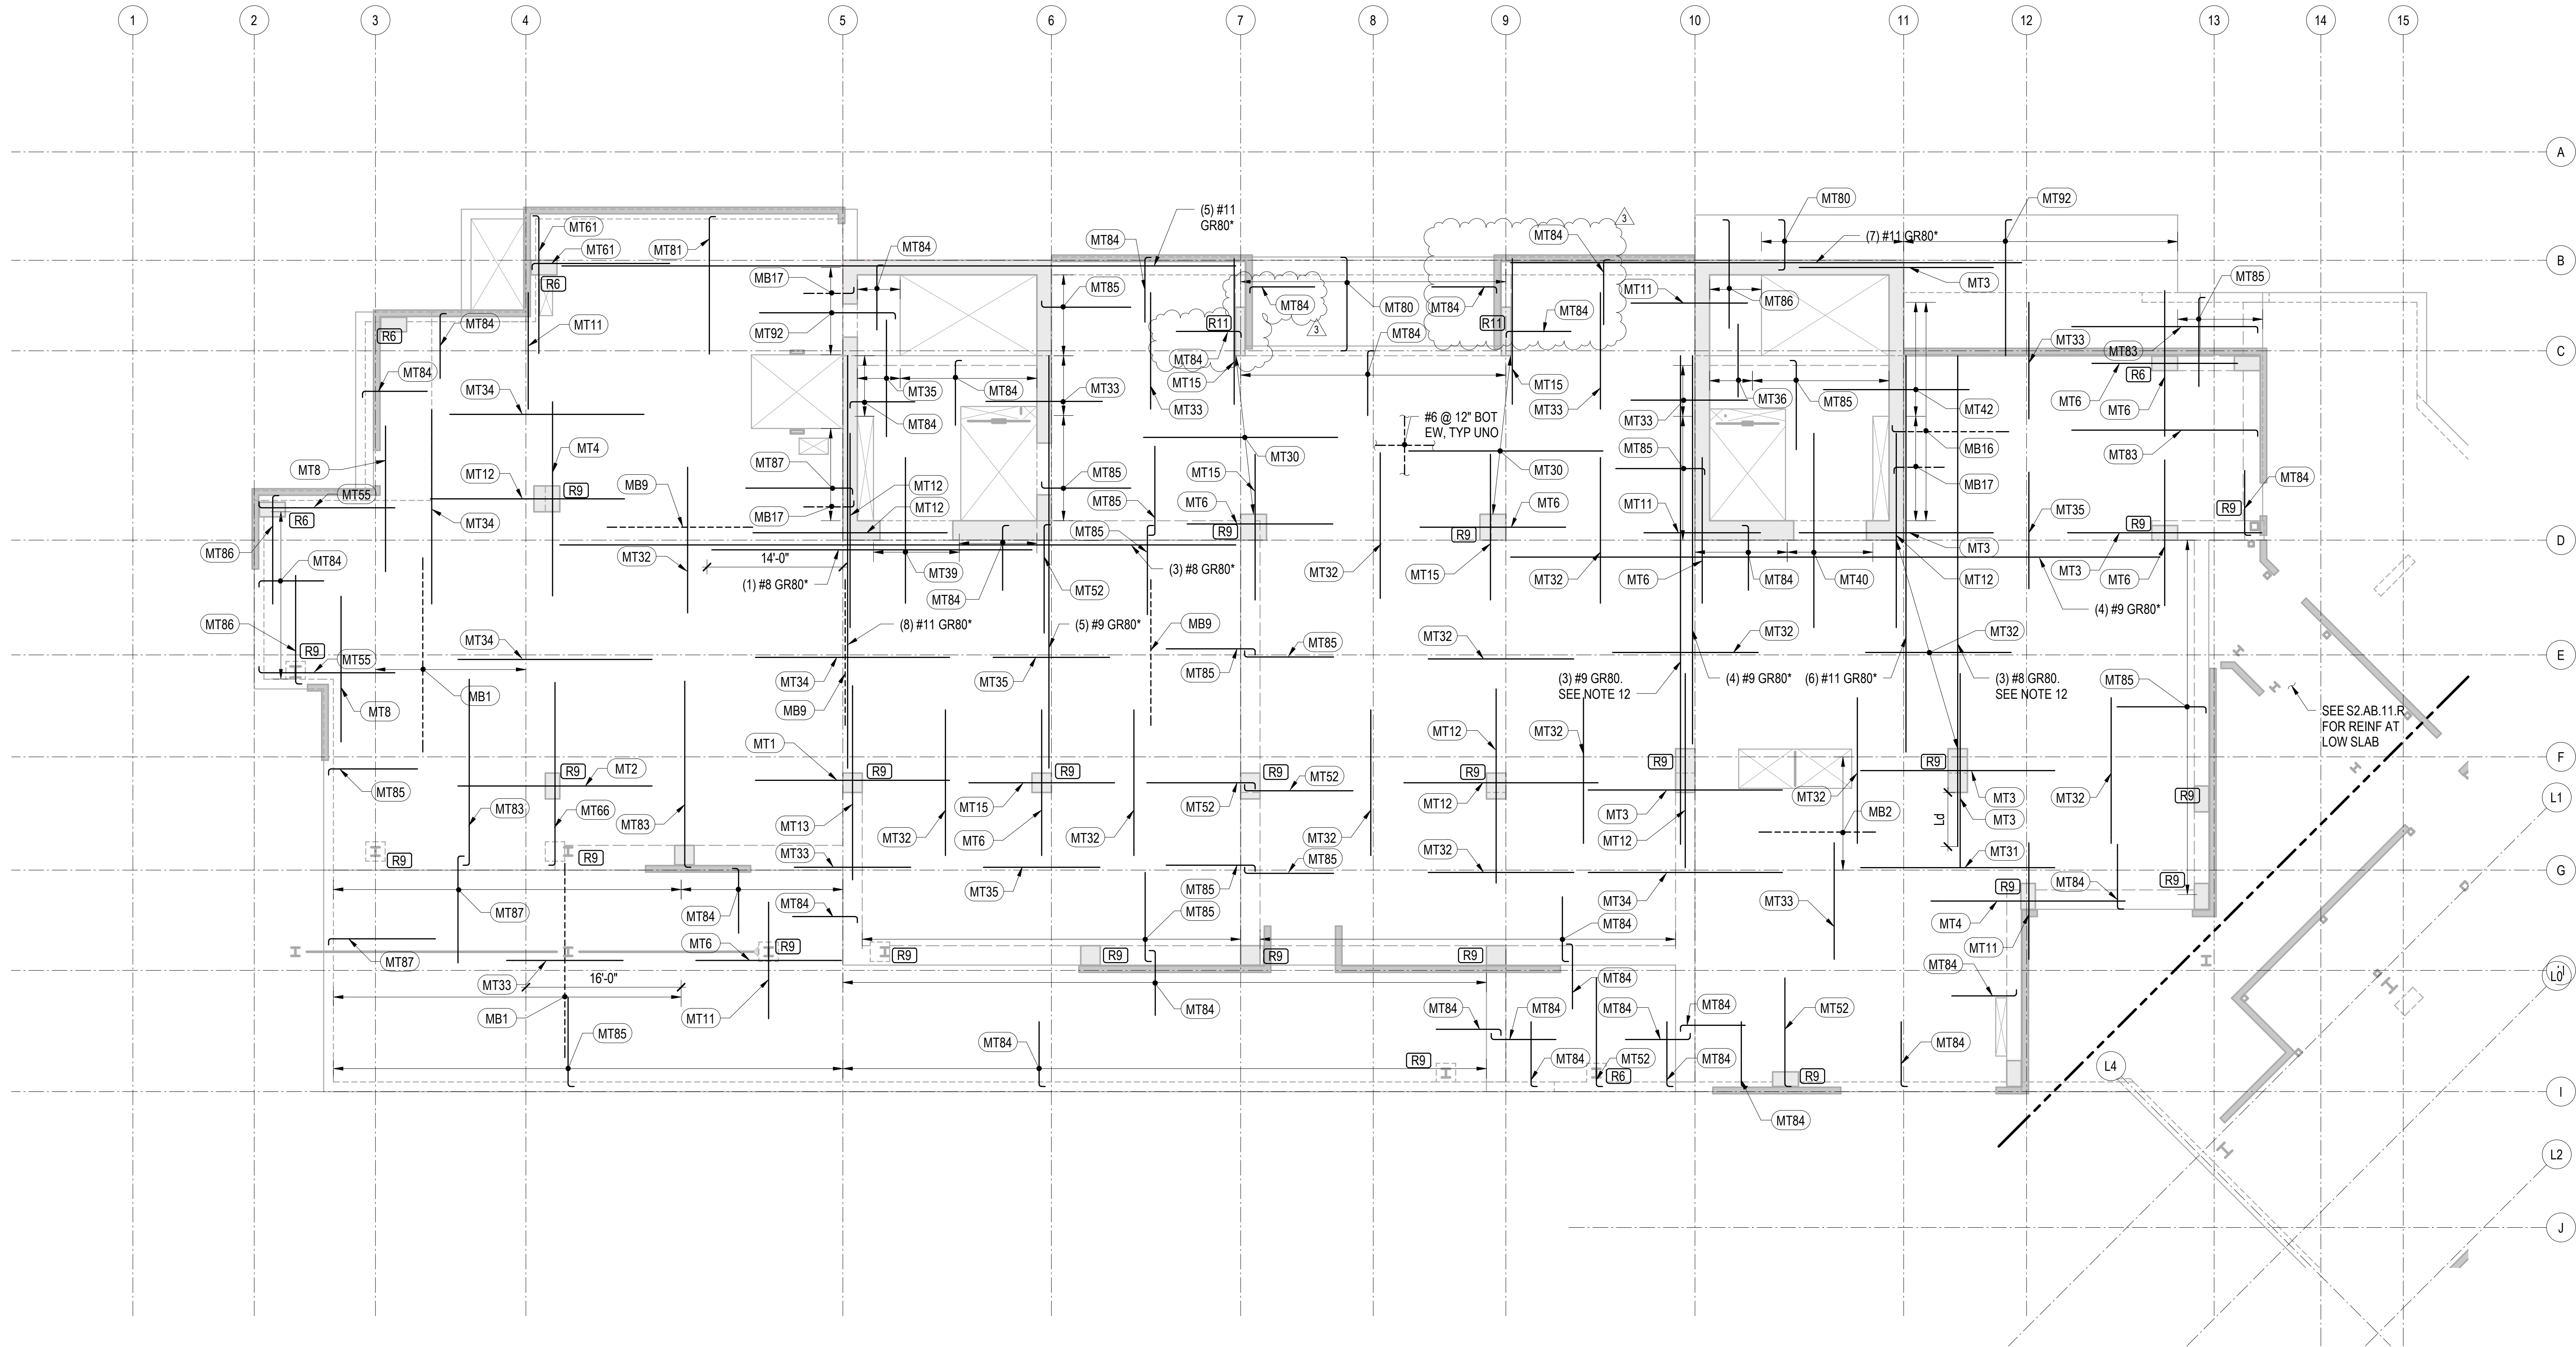 1 2 3 4 5 6 7 8 9 10 11 12 13 14 15
A
MT80 MT92
(5) #11
GR80*
3
MT61 MT84 MT84 (7) #11 GR80*
MT61 MT81 MT84
B
MB17 MT85 MT3 MT85
R6 MT11 MT86
MT84 MT80 MT84 MT84
MT92 R11 R11
MT84 3
R6 MT11 MT84 MT33
MT84 MT83
C
MT84 MT15 MT15 R6
MT34 MT35 MT84 MT33 MT33 MT33 MT36 MT85 MT42 MT6
MT84 MT33 MT6
#6 @ 12" BOT
EW, TYP UNO
MT4 MT85 MB16 MT83
MT30 MT30
MT8 MT12 MB9 MT87 MT85 MT15 MB17 MT84
MT55 R9 MT12 MT85 MT6 MT6 MT11 MT35 R9
R6 MB17 MT12 MT85 R9 R9 R9
D
MT86 MT32 14'-0" MT3
MT84 (1) #8 GR80* MT39 (3) #8 GR80* MT32 MT15 MT32 MT6 MT84 MT40 MT12 MT3 MT6
MT84 MT52
(4) #9 GR80*
MT86 (8) #11 GR80* (5) #9 GR80* MB9
MT34 MT85 MT32 MT32 MT32
R9
MT55
E
MT34 MT35 MT85
(3) #9 GR80.
SEE NOTE 12
(4) #9 GR80* (6) #11 GR80*
(3) #8 GR80.
SEE NOTE 12
MT85
MB1
MT8 MB9
SEE S2.AB.11.R
FOR REINF AT
LOW SLAB
MT1 MT12 MT32
F
R9 MT2 R9 R9 R9 R9 R9 R9
MT85 MT52 MT3
MT83 MT66 MT83 MT13 MT15 MT52 MT12 MT3 MT32 MT32 R9
L1
MT32 MT6 MT32 MT32 MT12 MB2 Ld MT3
R9 R9 MT33 MT32 MT31
G
MT35 MT85 MT85 MT34 MT33 R9 MT84 R9
MT87 MT84 MT84 MT85 MT84 MT4
MT6 R9 MT11
MT87 R9 R9 R9 R9 MT84
L0
MT33 16'-0" MT84
MB1 MT11 MT84 MT84 MT84 MT84 MT84 MT52
MT85 MT84 MT84
R9 MT84 MT52 MT84
R6 R9
L4
I
MT84
L2
J